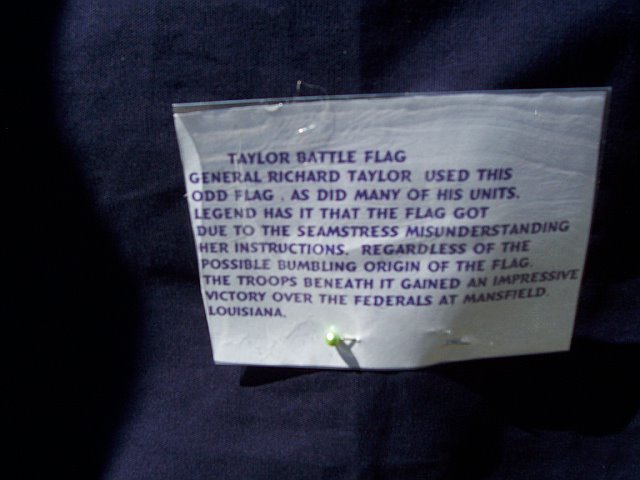 TAYLOR BATTLE FLAG
GENERAL RICHARD TAYLOR USED THIS
ODD FLAG , AS DID MANY OF HIS UNITS.
LEGEND HAS IT THAT THE FLAG GOT
DUE TO THE SEAMSTRESS MISUNDERSTANDING
HER INSTRUCTIONS. REGARDLESS OF THE
POSSIBLE BUMBLING ORIGIN OF THE FLAG.
THE TROOPS BENEATH IT GAINED AN IMPRESSIVE
VICTORY OVER THE FEDERALS AT MANSFIELD.
LOUISIANA.